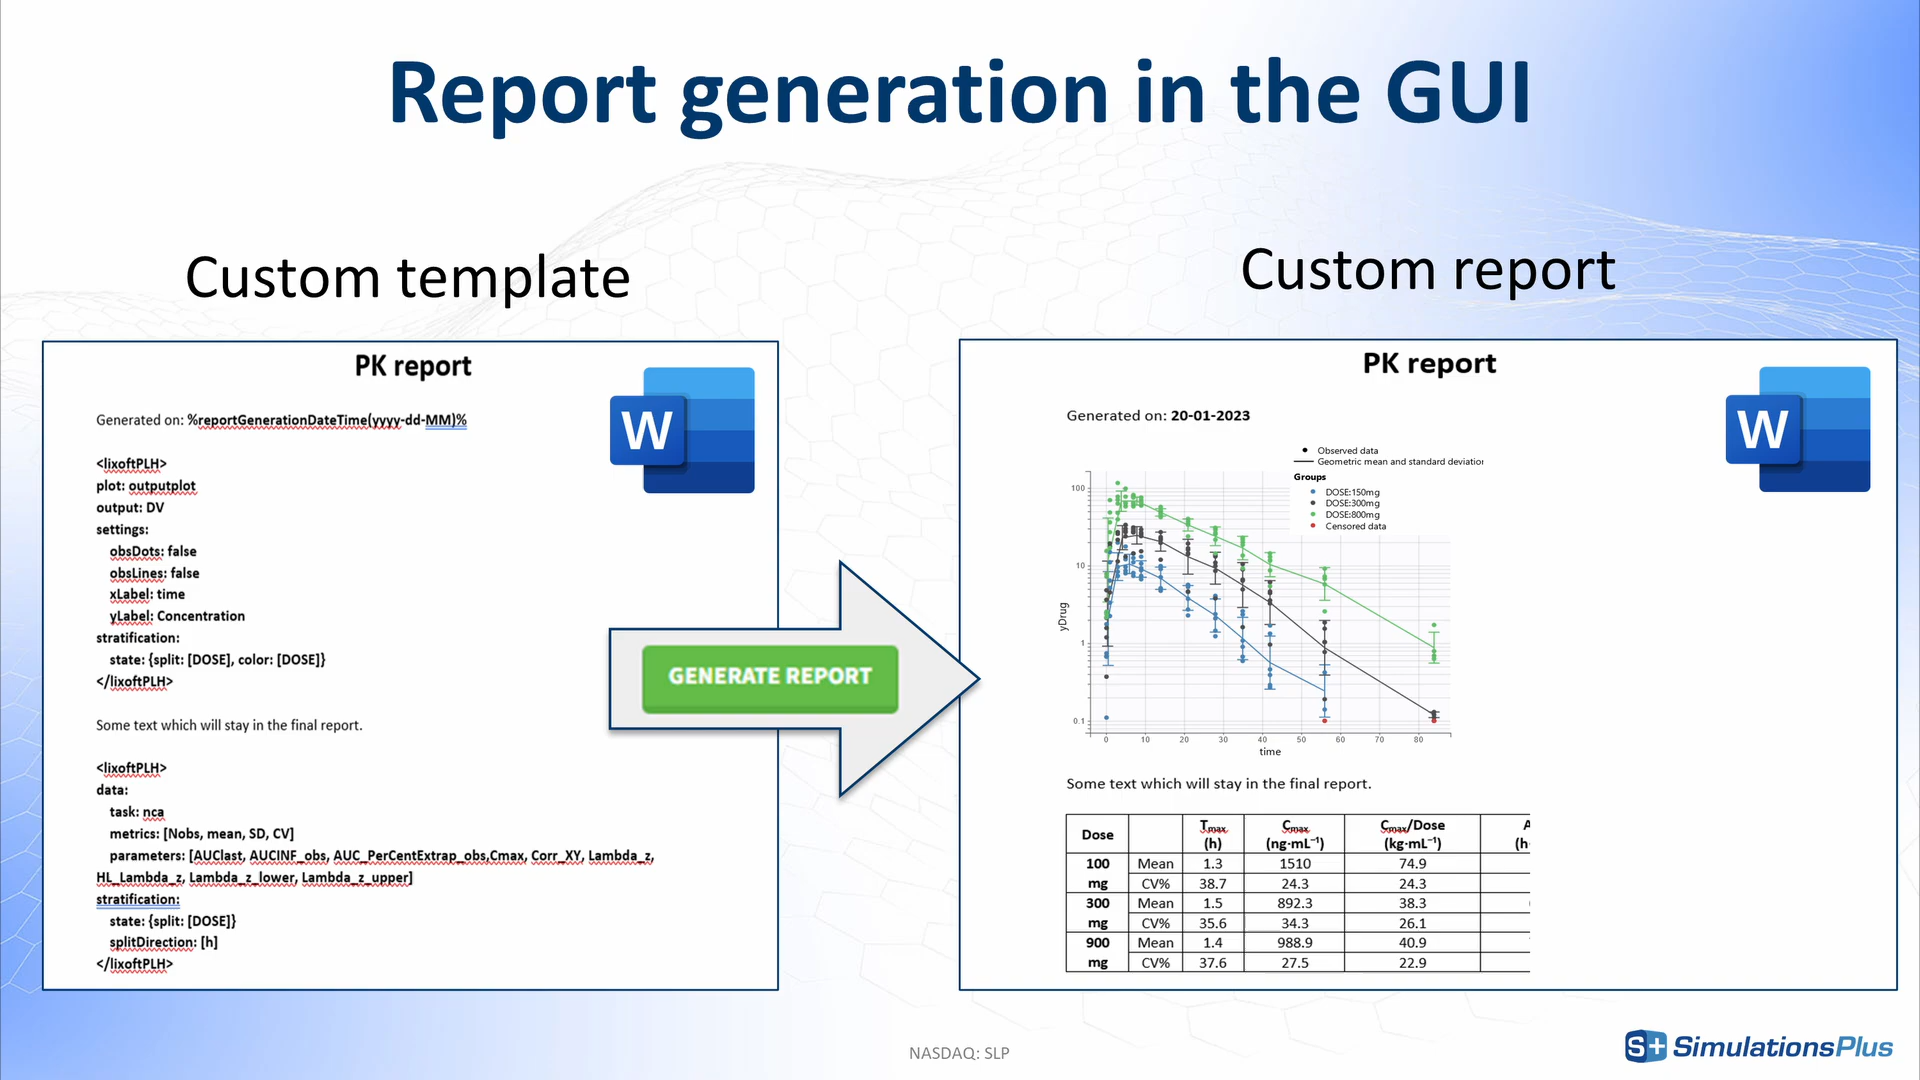 Report generation in the GUI
Custom template
Custom report
PK report
W
Generated on: %reportGenerationDateTime(yyyy-dd-MM)%
<lixoftPLH>
plot: outputplot
output: DV
settings:
obsDots: false
obsLines: false
xLabel: time
yLabel: Concentration
stratification:
state: {split: [DOSE], color: [DOSE]}
</lixoftPLH>
Some text which will stay in the final report.
<lixoftPLH>
data:
task: nca
metrics: [Nobs, mean, SD, CV]
parameters: [AUClast, AUCINF_obs, AUC_PerCentExtrap_obs,Cmax, Corr_XY, Lambda_z,
HL_Lambda_z, Lambda_z_lower, Lambda_z_upper]
stratification:
state: {split: [DOSE]}
splitDirection: [h]
</lixoftPLH>
GENERATE REPORT
PK report
W
Generated on: 20-01-2023
Observed data
Geometric mean and standard deviation
Groups
DOSE:150mg
DOSE:300mg
DOSE:800mg
Censored data
100
10
1
0.1
yDrug
0 10 20 30 40 50 60 70 80
time
Some text which will stay in the final report.
Dose Tmax (h) Cmax (ng·mL⁻¹) Cmax/Dose (kg·mL⁻¹) A (h·
100 mg Mean 1.3 1510 74.9
CV% 38.7 24.3 24.3
300 mg Mean 1.5 892.3 38.3
CV% 35.6 34.3 26.1
900 mg Mean 1.4 988.9 40.9
CV% 37.6 27.5 22.9
NASDAQ: SLP
S+ SimulationsPlus